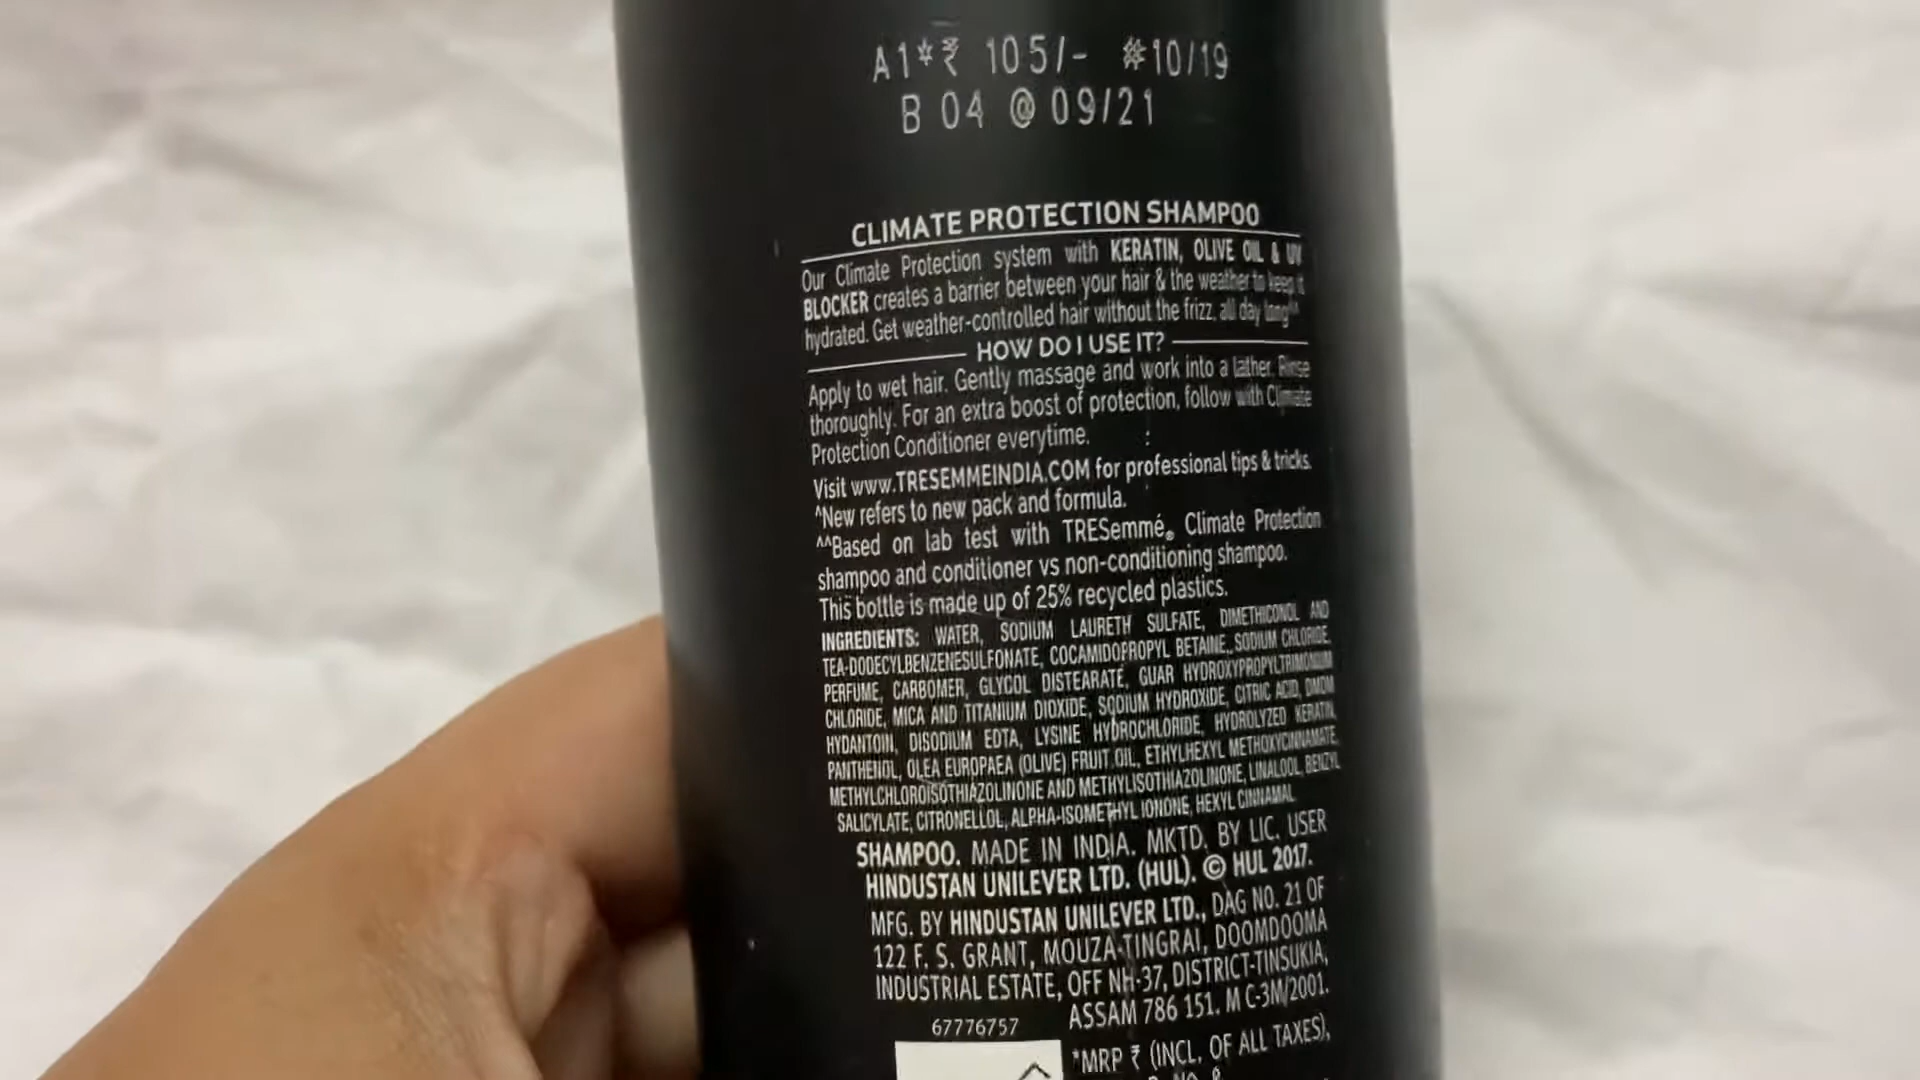 A1*₹ 105/- #10/19
B 04 @ 09/21
CLIMATE PROTECTION SHAMPOO
Our Climate Protection system with KERATIN, OLIVE OIL & UV
BLOCKER creates a barrier between your hair & the weather to keep it
hydrated. Get weather-controlled hair without the frizz, all day long^^
HOW DO I USE IT?
Apply to wet hair. Gently massage and work into a lather. Rinse
thoroughly. For an extra boost of protection, follow with Climate
Protection Conditioner everytime.
Visit www.TRESEMMEINDIA.COM for professional tips & tricks.
^New refers to new pack and formula.
^^Based on lab test with TRESemmé® Climate Protection
shampoo and conditioner vs non-conditioning shampoo.
This bottle is made up of 25% recycled plastics.
INGREDIENTS: WATER, SODIUM LAURETH SULFATE, DIMETHICONOL AND
TEA-DODECYLBENZENESULFONATE, COCAMIDOPROPYL BETAINE, SODIUM CHLORIDE,
PERFUME, CARBOMER, GLYCOL DISTEARATE, GUAR HYDROXYPROPYLTRIMONIUM
CHLORIDE, MICA AND TITANIUM DIOXIDE, SODIUM HYDROXIDE, CITRIC ACID, DMDM
HYDANTOIN, DISODIUM EDTA, LYSINE HYDROCHLORIDE, HYDROLYZED KERATIN,
PANTHENOL, OLEA EUROPAEA (OLIVE) FRUIT OIL, ETHYLHEXYL METHOXYCINNAMATE,
METHYLCHLOROISOTHIAZOLINONE AND METHYLISOTHIAZOLINONE, LINALOOL, BENZYL
SALICYLATE, CITRONELLOL, ALPHA-ISOMETHYL IONONE, HEXYL CINNAMAL
SHAMPOO. MADE IN INDIA. MKTD. BY LIC. USER
HINDUSTAN UNILEVER LTD. (HUL). © HUL 2017.
MFG. BY HINDUSTAN UNILEVER LTD., DAG NO. 21 OF
122 F. S. GRANT, MOUZA-TINGRAI, DOOMDOOMA
INDUSTRIAL ESTATE, OFF NH-37, DISTRICT-TINSUKIA,
ASSAM 786 151. M C-3M/2001.
67776757
*MRP ₹ (INCL. OF ALL TAXES),